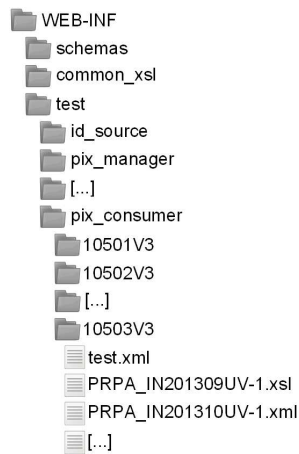 WEB-INF
schemas
common_xsl
test
id_source
pix_manager
[...]
pix_consumer
10501V3
10502V3
[...]
10503V3
test.xml
PRPA_IN201309UV-1.xsl
PRPA_IN201310UV-1.xml
[...]